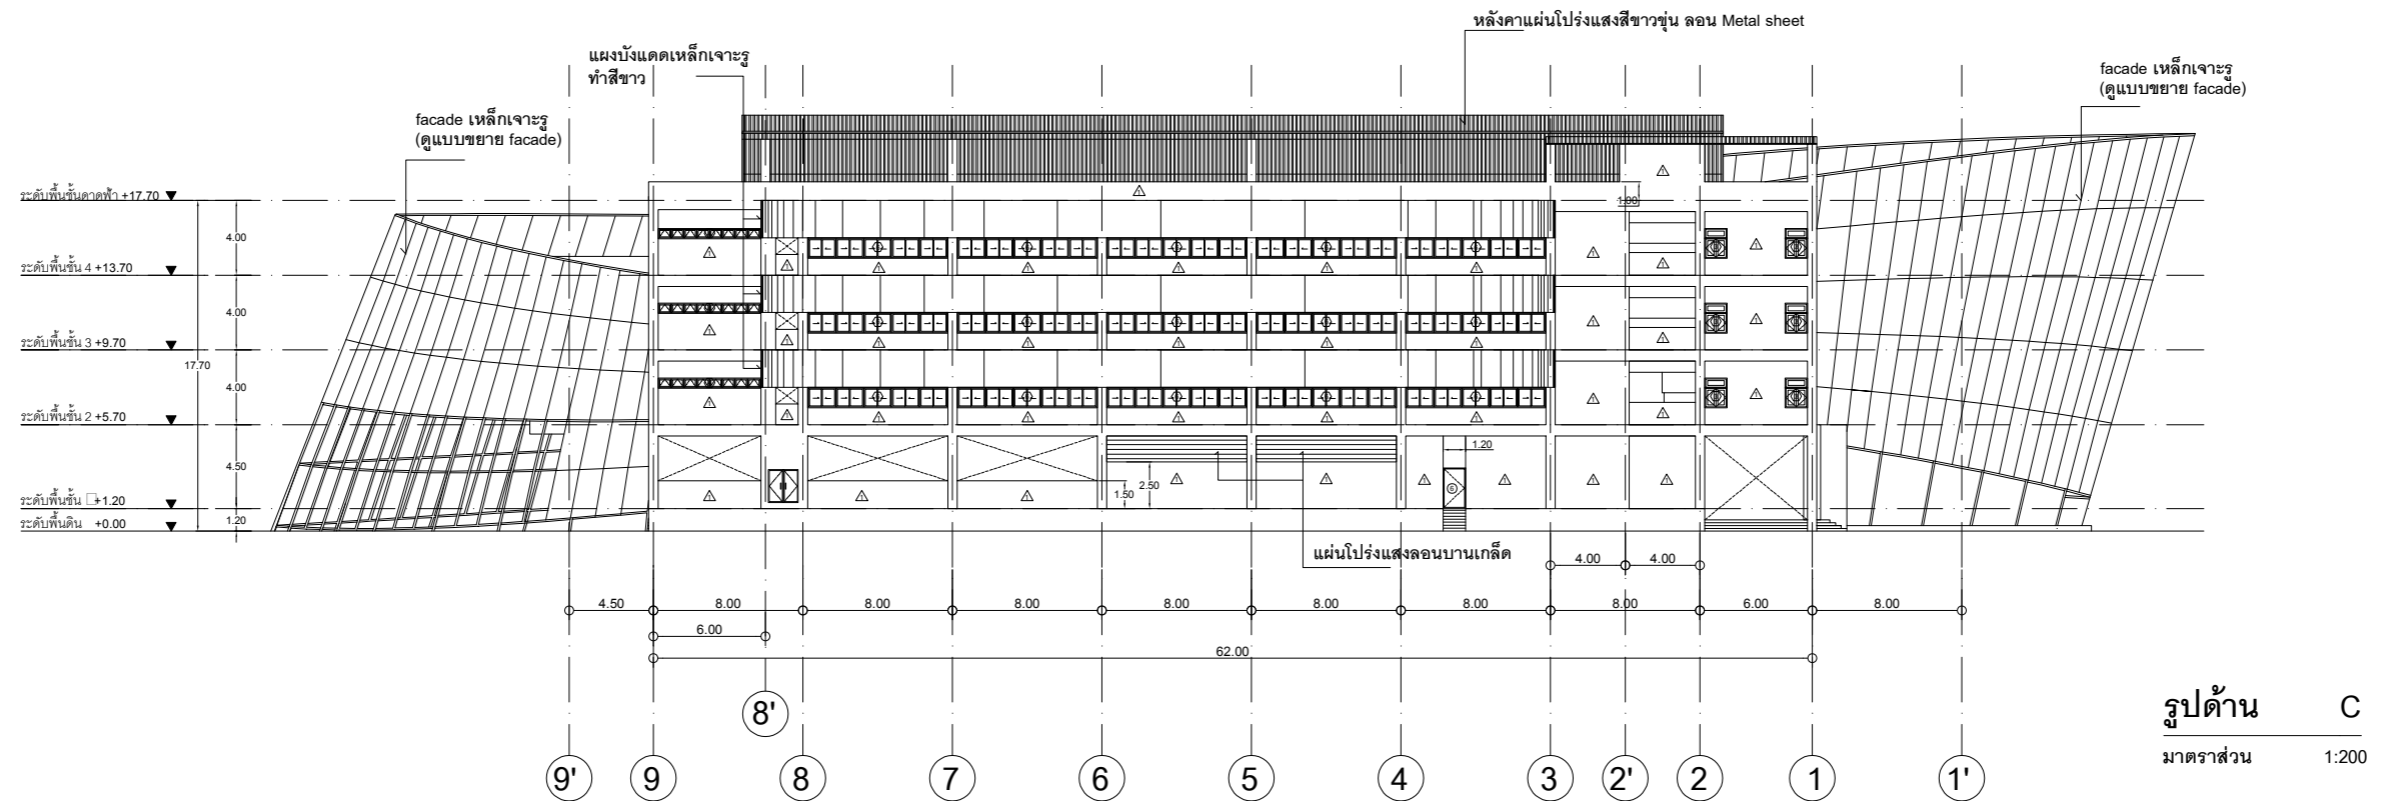 หลังคาแผ่นโปร่งแสงสีขาวขุ่น ลอน Metal sheet
แผงบังแดดเหล็กเจาะรู
ทำสีขาว
facade เหล็กเจาะรู
(ดูแบบขยาย facade)
facade เหล็กเจาะรู
(ดูแบบขยาย facade)
ระดับพื้นชั้นดาดฟ้า +17.70
1.00
4.00
ระดับพื้นชั้น 4 +13.70
4.00
ระดับพื้นชั้น 3 +9.70
17.70
4.00
ระดับพื้นชั้น 2 +5.70
4.50
1.20
2.50
1.50
ระดับพื้นชั้น +1.20
ระดับพื้นดิน +0.00
1.20
แผ่นโปร่งแสงลอนบานเกล็ด
4.00 4.00
4.50 8.00 8.00 8.00 8.00 8.00 8.00 8.00 6.00 8.00
6.00
62.00
8'
9' 9 8 7 6 5 4 3 2' 2 1 1'
รูปด้าน C
มาตราส่วน 1:200